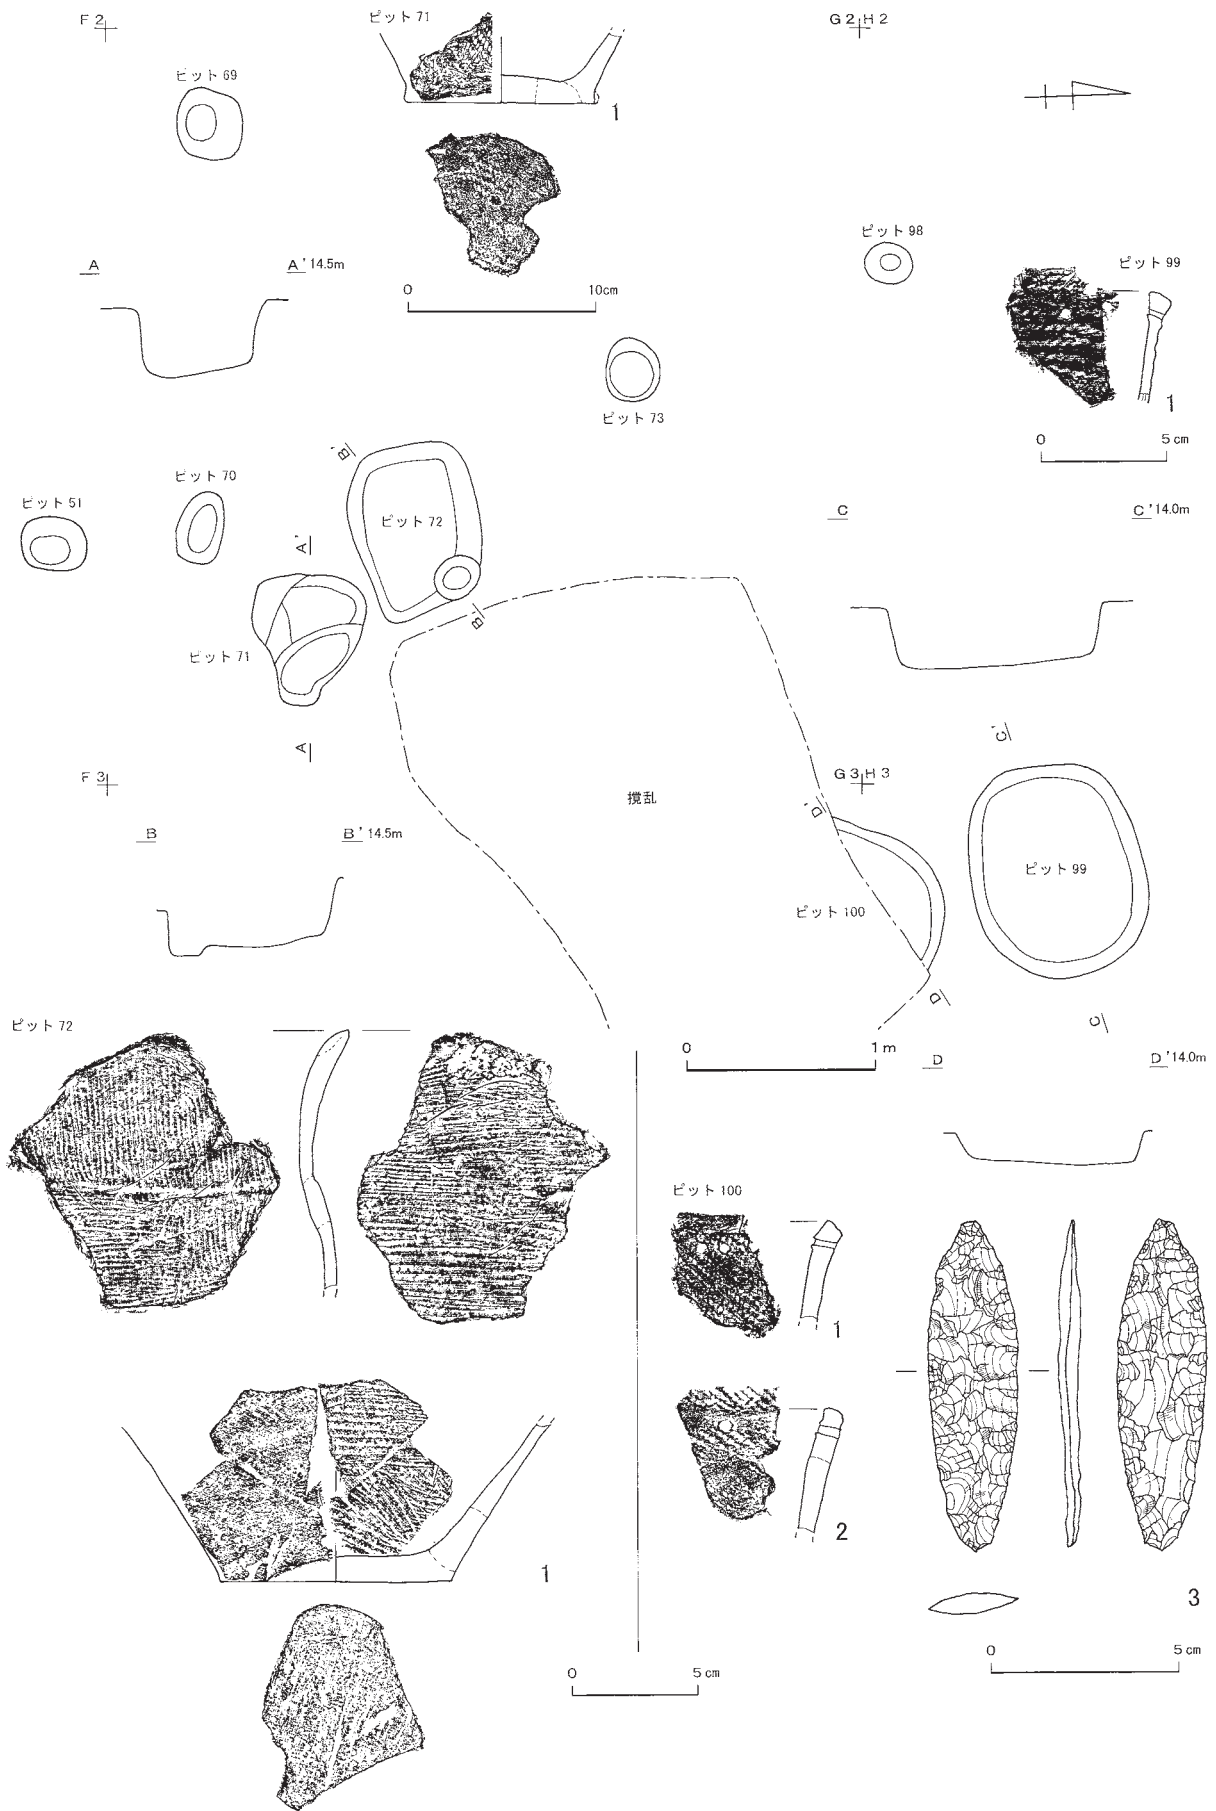 F 2
ピット 71
G 2 H 2
ピット 69
1
ピット 98
ピット 99
A A' 14.5m
0 10cm
1
ピット 73
0 5 cm
B'
ピット 70
ピット 51
ピット 72
C C' 14.0m
A'
B
ピット 71
C'
A
F 3
G 3 H 3
攪乱
D'
B B' 14.5m
ピット 99
ピット 100
D
ピット 72
C
0 1 m
D D' 14.0m
ピット 100
1
2
1
3
0 5 cm
0 5 cm